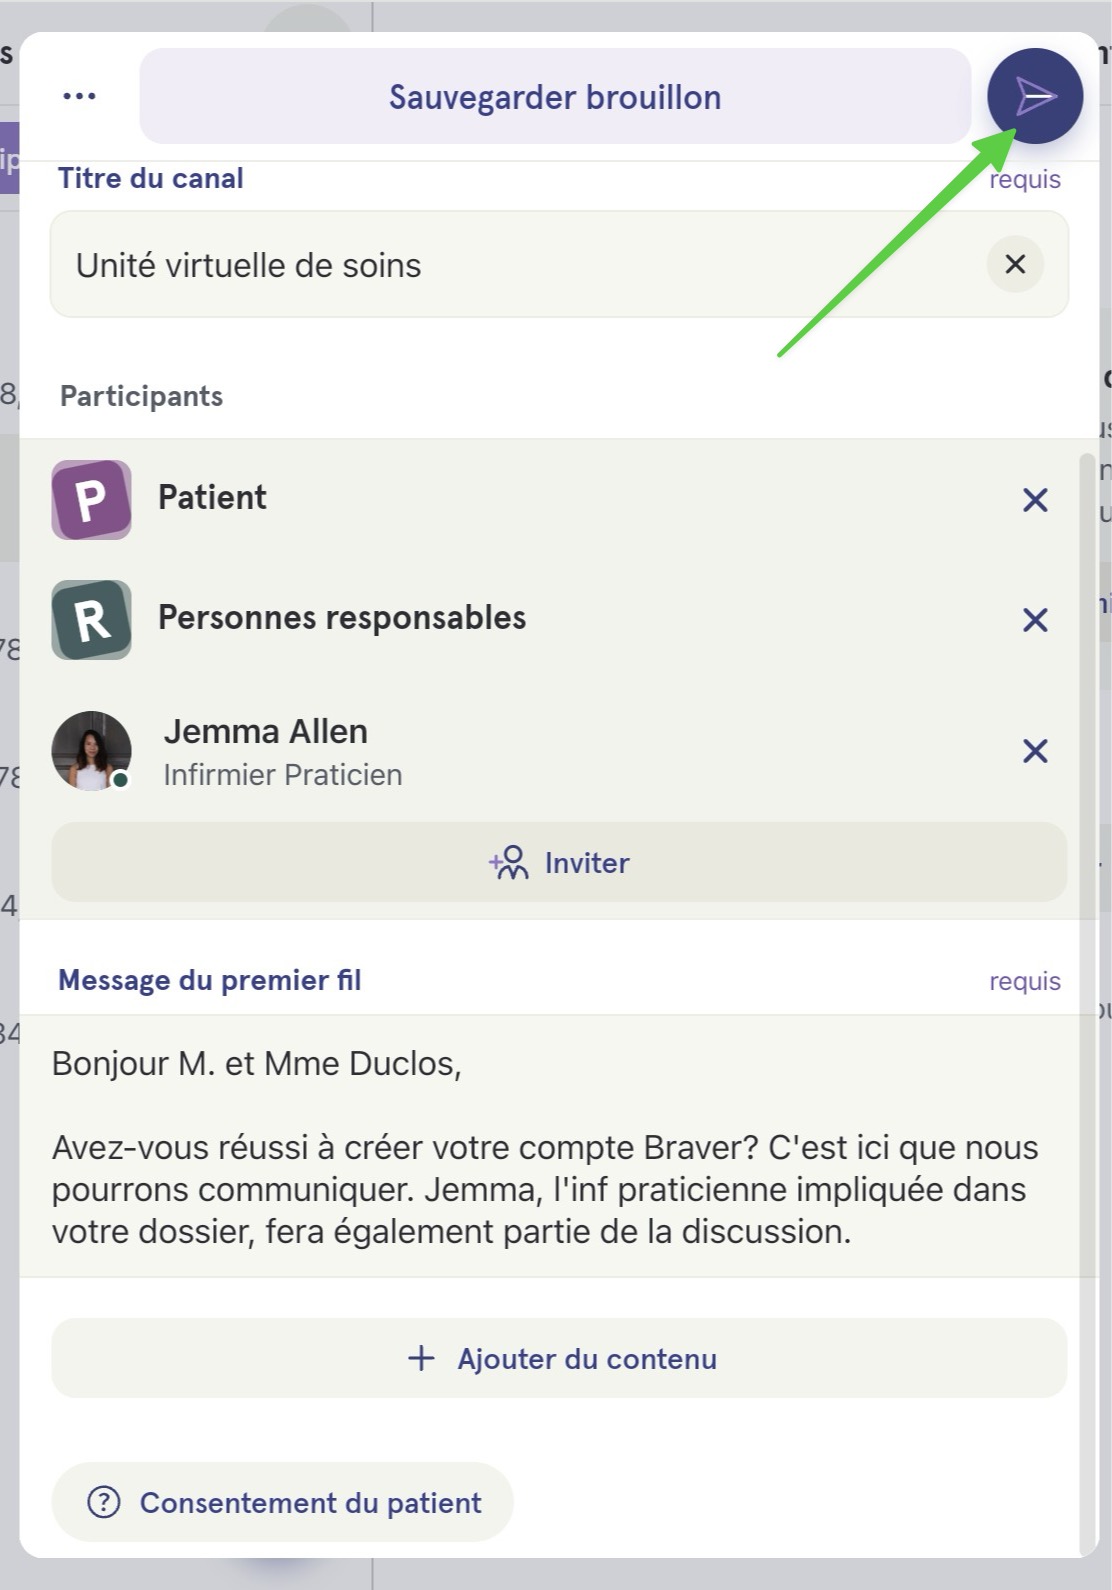 Sauvegarder brouillon
Titre du canal
requis
Unité virtuelle de soins
Participants
P
Patient
R
Personnes responsables
Jemma Allen
Infirmier Praticien
Inviter
Message du premier fil
requis
Bonjour M. et Mme Duclos,
Avez-vous réussi à créer votre compte Braver? C'est ici que nous
pourrons communiquer. Jemma, l'inf praticienne impliquée dans
votre dossier, fera également partie de la discussion.
Ajouter du contenu
Consentement du patient